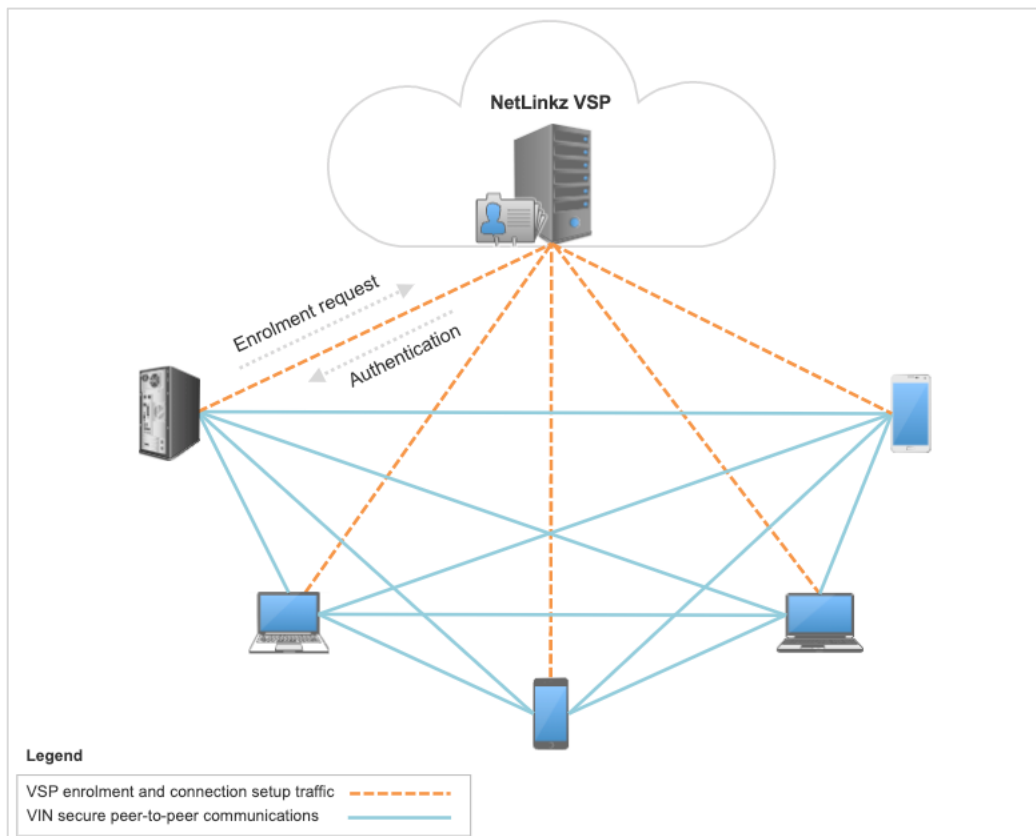 NetLinkz VSP
Enrolment request
Authentication
Legend
VSP enrolment and connection setup traffic
VIN secure peer-to-peer communications